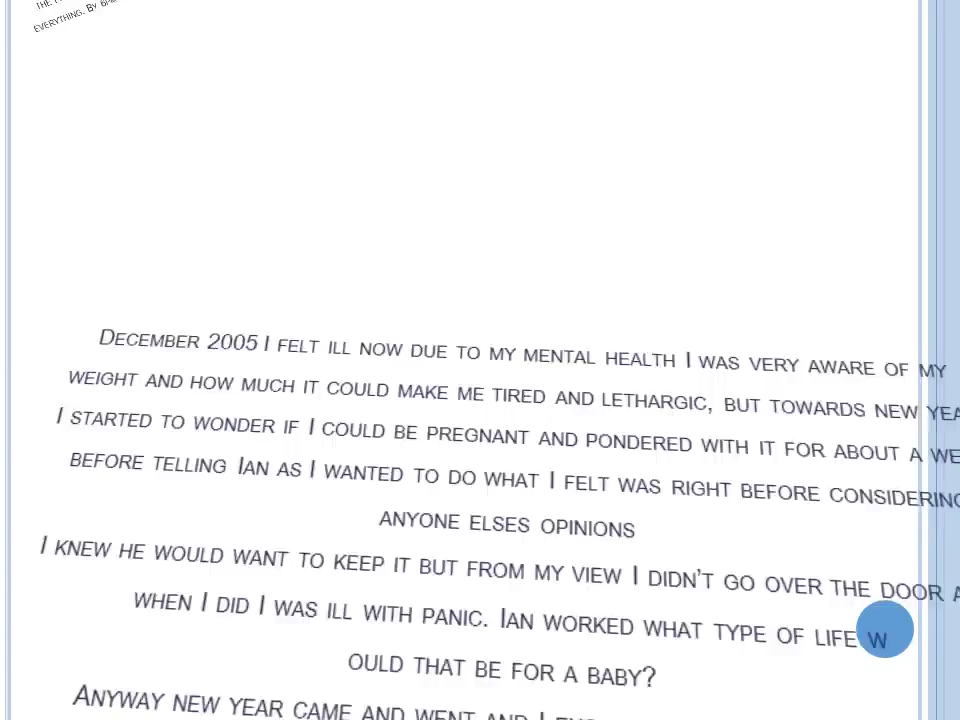 EVERYTHING. BY
DECEMBER 2005 I FELT ILL NOW DUE TO MY MENTAL HEALTH I WAS VERY AWARE OF MY
WEIGHT AND HOW MUCH IT COULD MAKE ME TIRED AND LETHARGIC, BUT TOWARDS NEW YEA
I STARTED TO WONDER IF I COULD BE PREGNANT AND PONDERED WITH IT FOR ABOUT A WE
BEFORE TELLING IAN AS I WANTED TO DO WHAT I FELT WAS RIGHT BEFORE CONSIDERING
ANYONE ELSES OPINIONS
I KNEW HE WOULD WANT TO KEEP IT BUT FROM MY VIEW I DIDN'T GO OVER THE DOOR A
WHEN I DID I WAS ILL WITH PANIC. IAN WORKED WHAT TYPE OF LIFE W
OULD THAT BE FOR A BABY?
ANYWAY NEW YEAR CAME AND WENT AND I